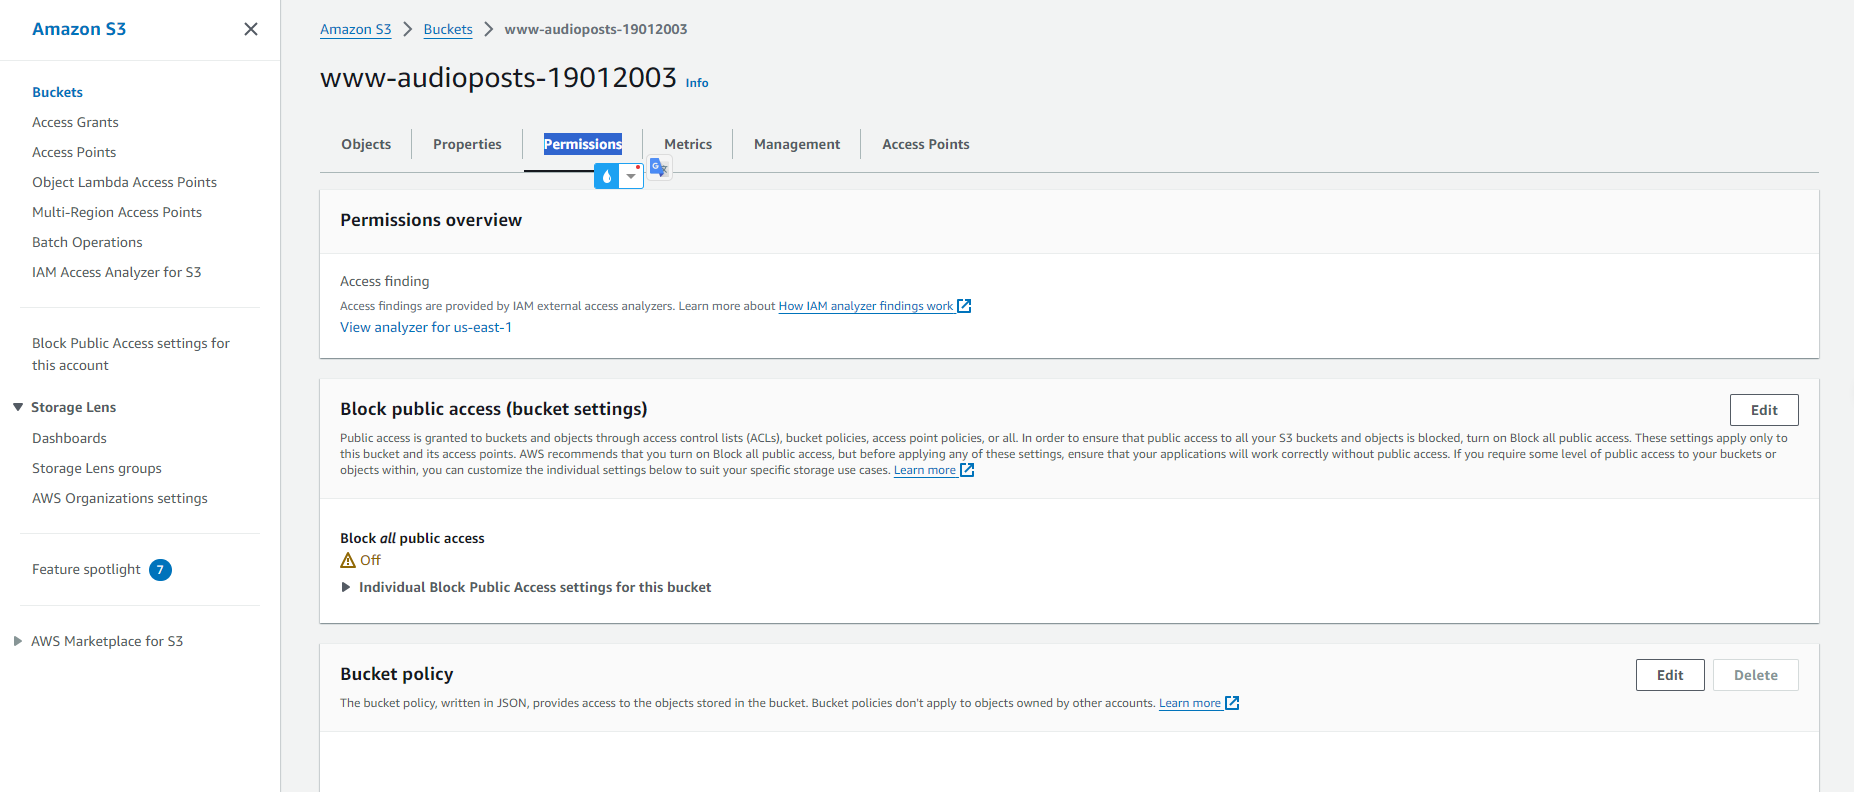 Amazon S3
Buckets
Access Grants
Access Points
Object Lambda Access Points
Multi-Region Access Points
Batch Operations
IAM Access Analyzer for S3
Block Public Access settings for
this account
Storage Lens
Dashboards
Storage Lens groups
AWS Organizations settings
Feature spotlight 7
AWS Marketplace for S3
Amazon S3 Buckets www-audioposts-19012003
www-audioposts-19012003 Info
Objects Properties Permissions Metrics Management Access Points
Permissions overview
Access finding
Access findings are provided by IAM external access analyzers. Learn more about How IAM analyzer findings work
View analyzer for us-east-1
Block public access (bucket settings)
Edit
Public access is granted to buckets and objects through access control lists (ACLs), bucket policies, access point policies, or all. In order to ensure that public access to all your S3 buckets and objects is blocked, turn on Block all public access. These settings apply only to
this bucket and its access points. AWS recommends that you turn on Block all public access, but before applying any of these settings, ensure that your applications will work correctly without public access. If you require some level of public access to your buckets or
objects within, you can customize the individual settings below to suit your specific storage use cases. Learn more
Block all public access
Off
Individual Block Public Access settings for this bucket
Bucket policy
Edit Delete
The bucket policy, written in JSON, provides access to the objects stored in the bucket. Bucket policies don't apply to objects owned by other accounts. Learn more